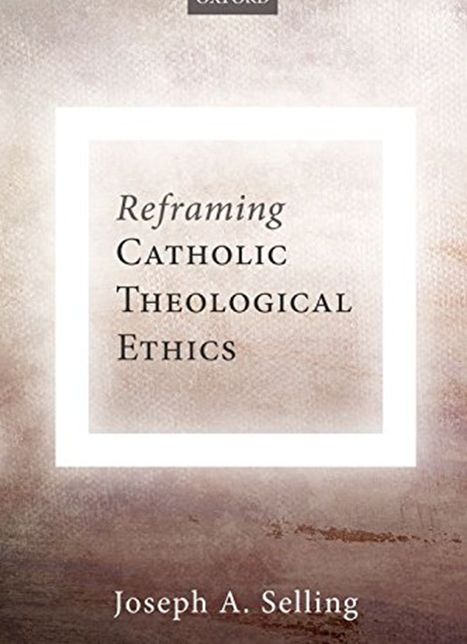 OXFORD
Reframing
CATHOLIC
THEOLOGICAL
ETHICS
Joseph A. Selling